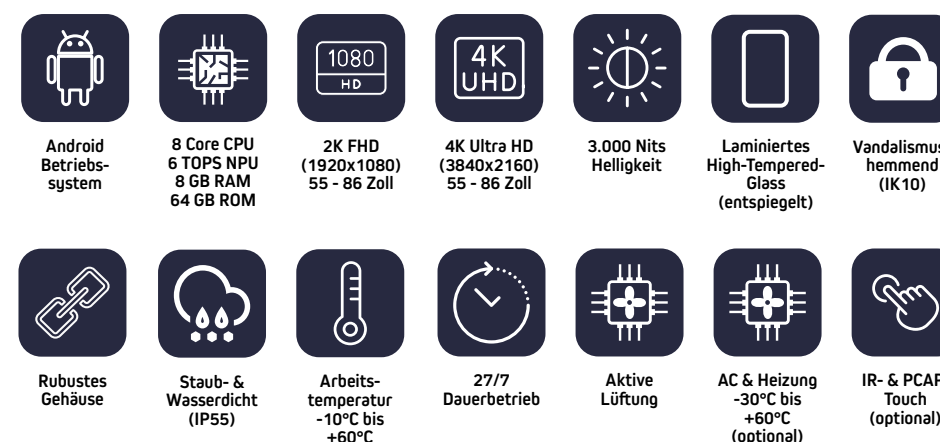 1080
HD
4K
UHD
Android
Betriebs-
system
8 Core CPU
6 TOPS NPU
8 GB RAM
64 GB ROM
2K FHD
(1920x1080)
55 - 86 Zoll
4K Ultra HD
(3840x2160)
55 - 86 Zoll
3.000 Nits
Helligkeit
Laminiertes
High-Tempered-
Glass
(entspiegelt)
hemmend
(IK10)
Rubustes
Gehäuse
Staub- &
Wasserdicht
(IP55)
Arbeits-
temperatur
-10°C bis
+60°C
27/7
Dauerbetrieb
Aktive
Lüftung
AC & Heizung
-30°C bis
+60°C
(optional)
IR- & PCAP
Touch
(optional)